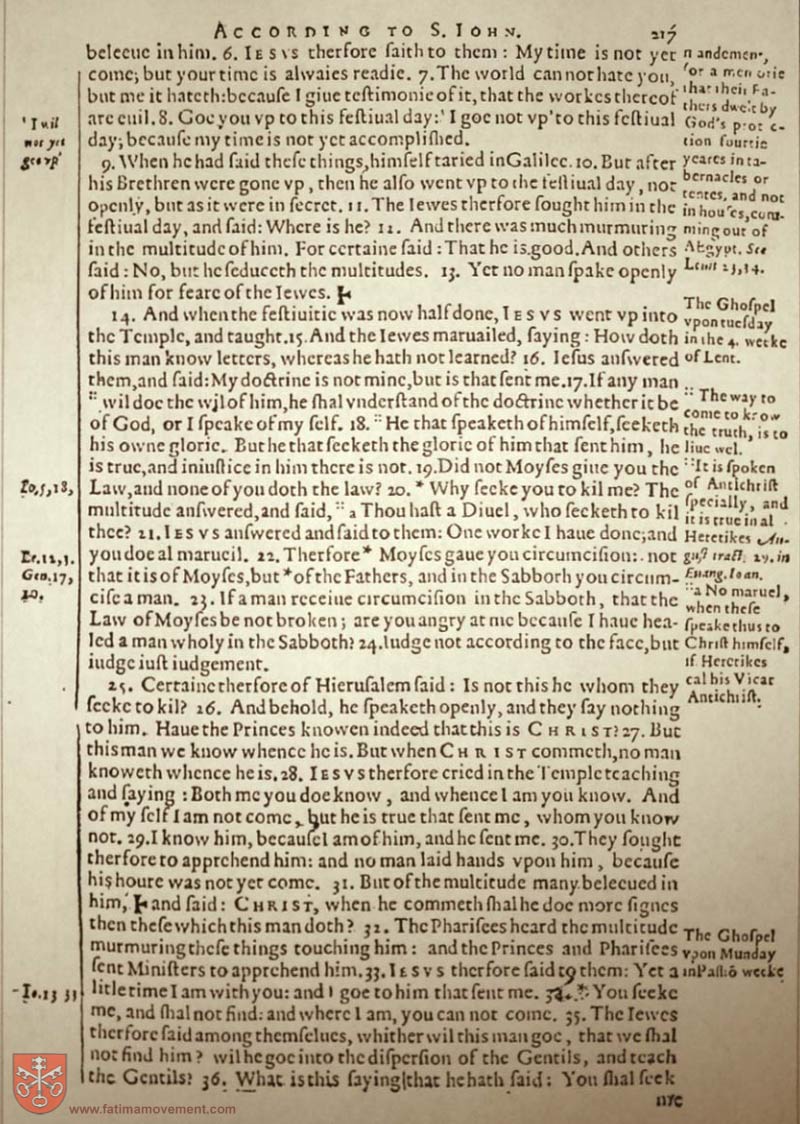 ACCORDING TO S. IOHN. 217
beleeue in him. 6. IESVS therfore ſaith to them : My time is not yet
come; but your time is alwaies readie. 7. The world can not hate you,
but me it hateth: becauſe I giue teſtimonie of it, that the workes therof
are euil. 8. Goe you vp to this feſtiual day: ' I goe not vp' to this feſtiual
day; becauſe my time is not yet accompliſhed.
9. When he had ſaid theſe things, himſelf taried in Galilee. 10. But after
his Brethren were gone vp, then he alſo went vp to the feſtiual day, not
openly, but as it were in ſecret. 11. The Iewes therfore ſought him in the
feſtiual day, and ſaid: Where is he? 12. And there was much murmuring
in the multitude of him. For certaine ſaid : That he is good. And others
ſaid : No, but he ſeduceth the multitudes. 13. Yet no man ſpake openly
of him for feare of the Iewes.
14. And when the feſtiuitie was now half done, IESVS went vp into
the Temple, and taught. 15. And the Iewes maruailed, ſaying : How doth
this man know letters, whereas he hath not learned? 16. Ieſus anſwered
them, and ſaid: My doctrine is not mine, but is that ſent me. 17. If any man
:: wil doe the wil of him, he ſhal vnderſtand of the doctrine whether it be
of God, or I ſpeake of my ſelf. 18. :: He that ſpeaketh of himſelf, ſeeketh
his owne glorie. But he that ſeeketh the glorie of him that ſent him, he
is true, and iniuſtice in him there is not. 19. Did not Moyſes giue you the
Law, and none of you doth the law? 20. * Why ſeeke you to kil me? The
multitude anſwered, and ſaid, :: a Thou haſt a Diuel, who ſeeketh to kil
thee? 21. IESVS anſwered and ſaid to them: One worke I haue done; and
you doe al marueil. 22. Therfore * Moyſes gaue you circumciſion: not
that it is of Moyſes, but * of the Fathers, and in the Sabboth you circum-
ciſe a man. 23. If a man receiue circumciſion in the Sabboth, that the
Law of Moyſes be not broken ; are you angry at me becauſe I haue hea-
led a man wholy in the Sabboth? 24. Iudge not according to the face, but
iudge iuſt iudgement.
25. Certaine therfore of Hieruſalem ſaid : Is not this he whom they
ſeeke to kil? 26. And behold, he ſpeaketh openly, and they ſay nothing
to him. Haue the Princes knowen indeed that this is CHRIST? 27. But
this man we know whence he is. But when CHRIST commeth, no man
knoweth whence he is. 28. IESVS therfore cried in the Temple teaching
and ſaying : Both me you doe know , and whence I am you know. And
of my ſelf I am not come, but he is true that ſent me, whom you know
not. 29. I know him, becauſe I am of him, and he ſent me. 30. They ſought
therfore to apprehend him: and no man laid hands vpon him , becauſe
his houre was not yet come. 31. But of the multitude many beleeued in
him, and ſaid : CHRIST, when he commeth ſhal he doe more ſignes
then theſe which this man doth? 32. The Phariſees heard the multitude
murmuring theſe things touching him : and the Princes and Phariſees
ſent Miniſters to apprehend him. 33. IESVS therfore ſaid to them: Yet a
litle time I am with you: and I goe to him that ſent me. 34. * You ſeeke
me, and ſhal not find: and where I am, you can not come. 35. The Iewes
therfore ſaid among themſelues, whither wil this man goe, that we ſhal
not find him ? wil he goe into the diſperſion of the Gentils, and teach
the Gentils? 36. What is this ſaying that he hath ſaid : You ſhal ſeek
me
' I wil
not yet
goe vp'
Io. 5, 18,
Gen. 17,
10.
Io. 13 33
n andemen-,
for a men orie
that their Fa-
thers dwelt by
God's prot e-
tion fourtie
yeares in ta-
bernacles or
tentes, and not
in houſes, com-
ming out of
Aegypt. See
Leuit 23, 34.
The Ghoſpel
vpon tueſday
in the 4. weeke
of Lent.
:: The way to
come to know
the truth, is to
liue wel.
:: It is ſpoken
of Antichriſt
ſpecially, and
it is true in al
Heretikes Au-
guſt. tract. 29. in
Euang. Ioan.
:: a No maruel,
when theſe
ſpeake thus to
Chriſt himſelf,
if Heretikes
cal his Vicar
Antichriſt.
The Ghoſpel
vpon Munday
in Paſſiō weeke
www.fatimamovement.com